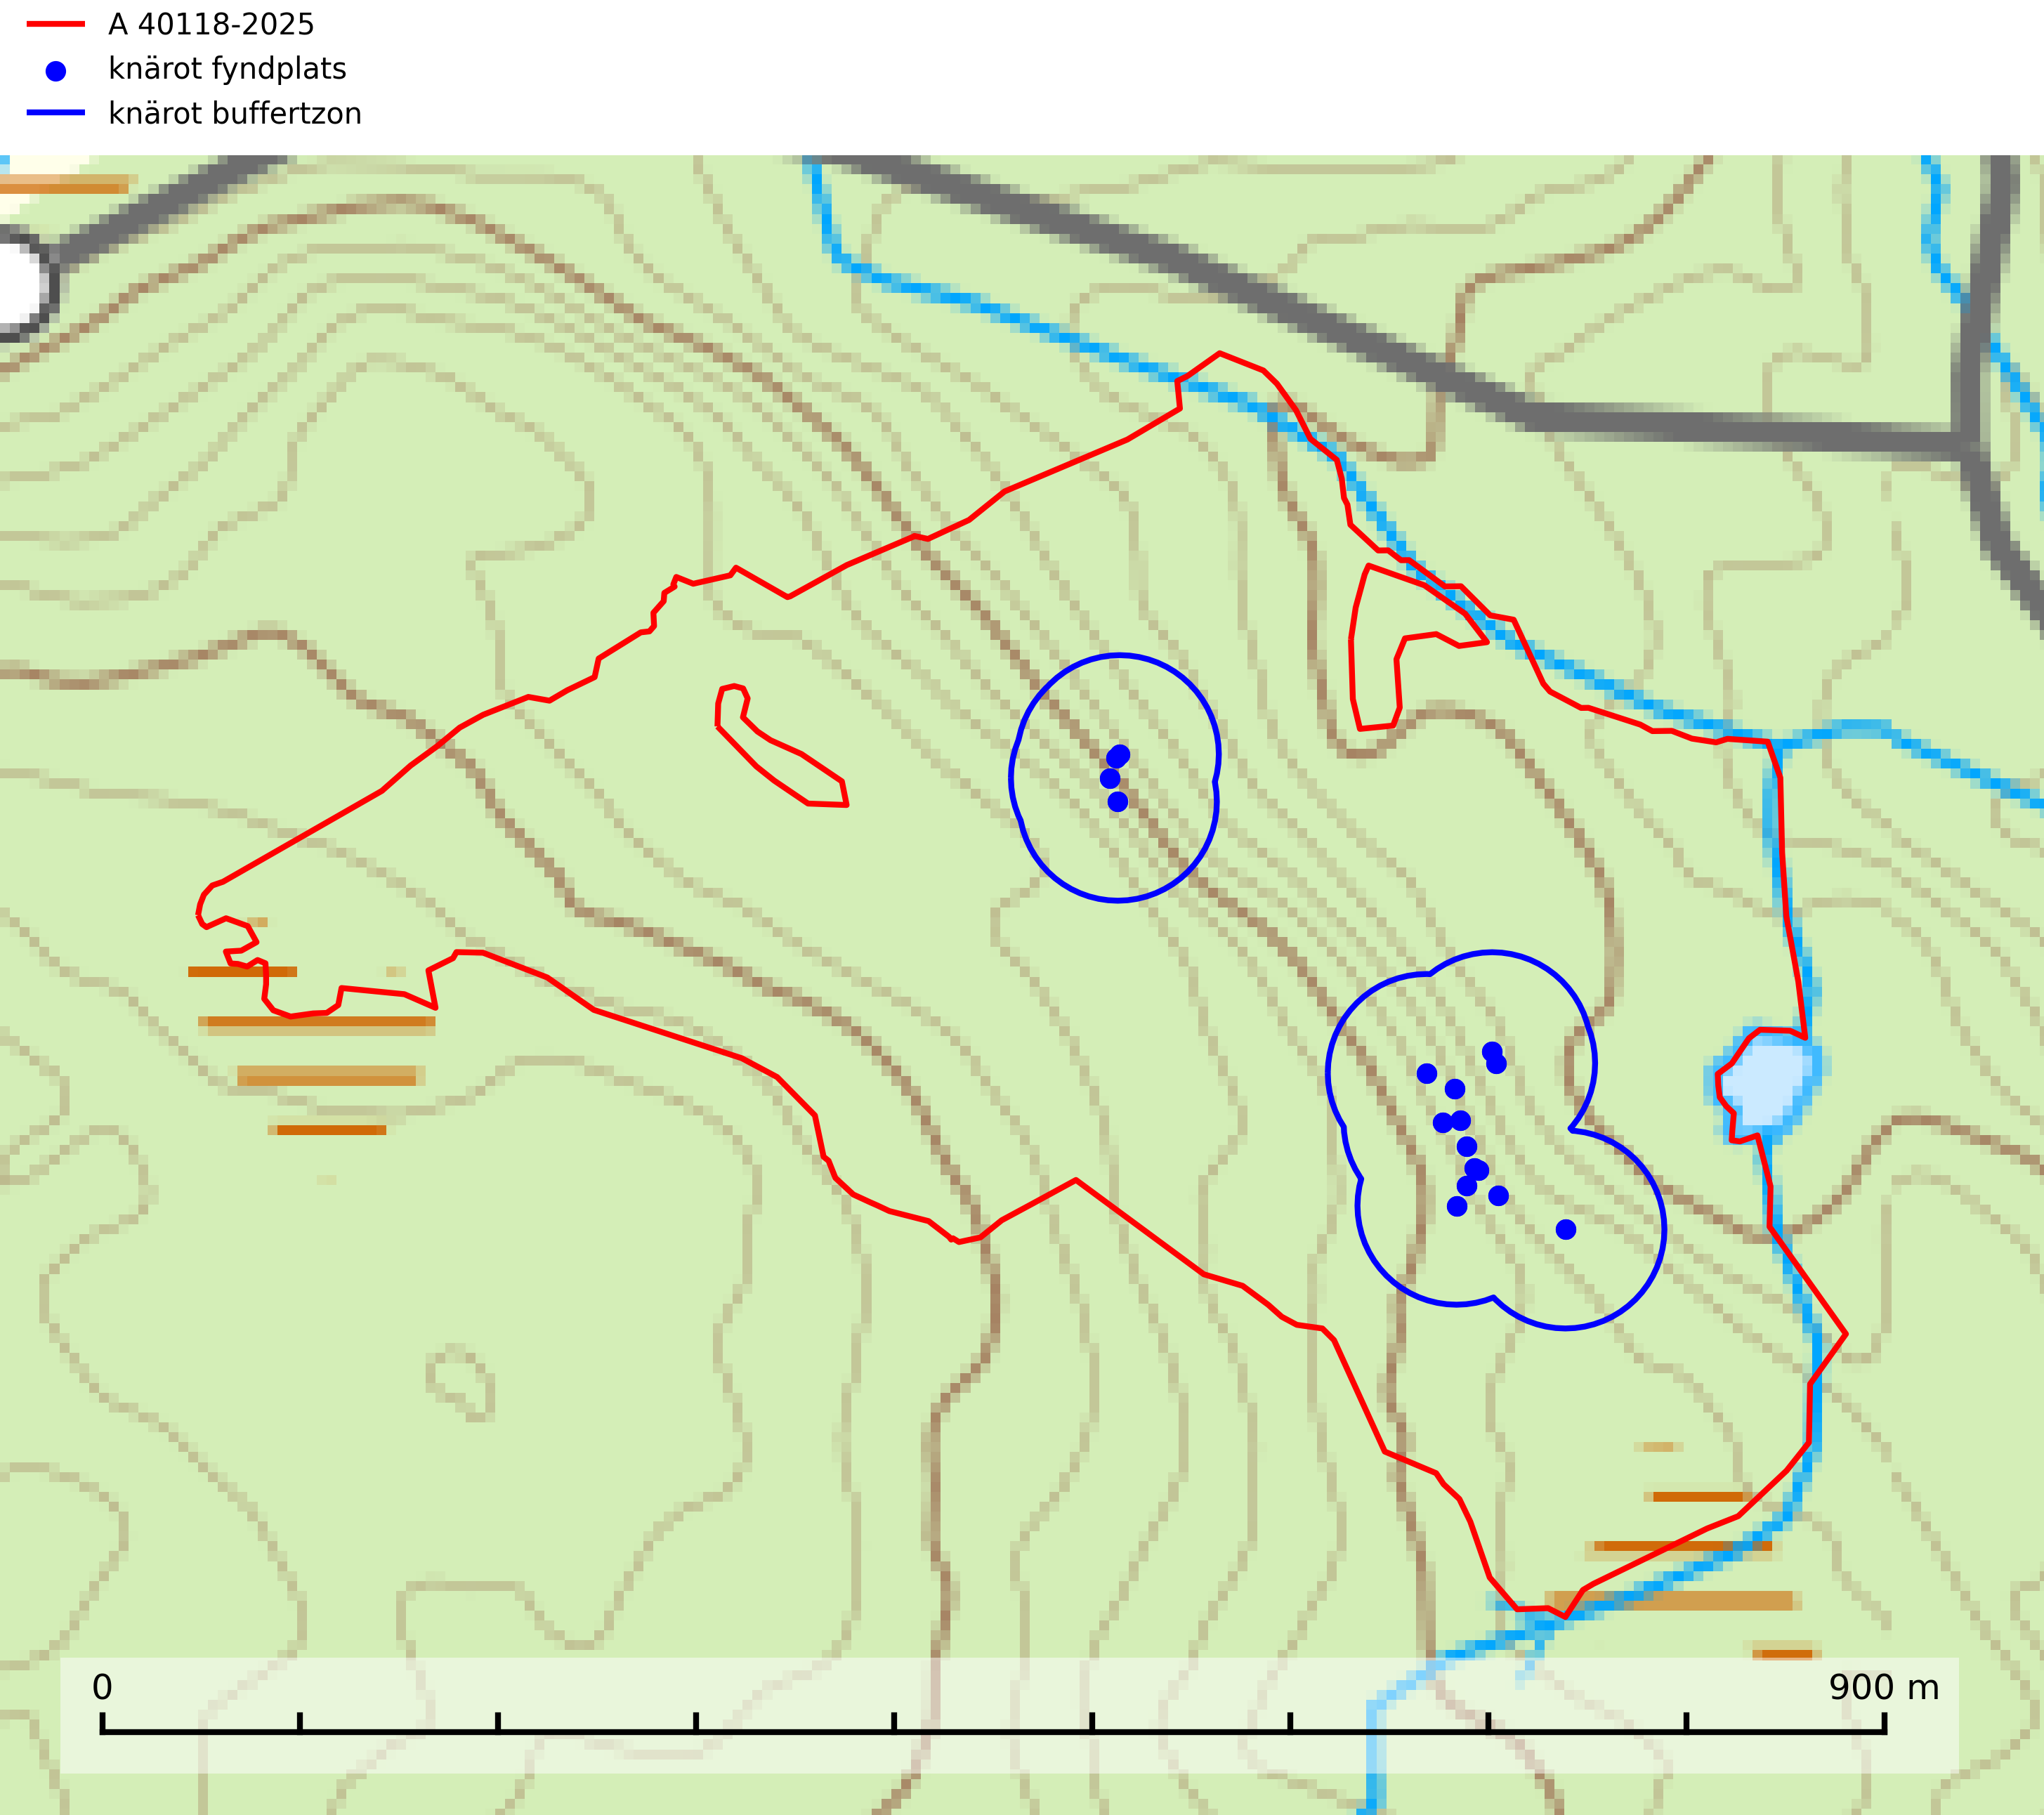 A 40118-2025
knärot fyndplats
knärot buffertzon
0
900 m